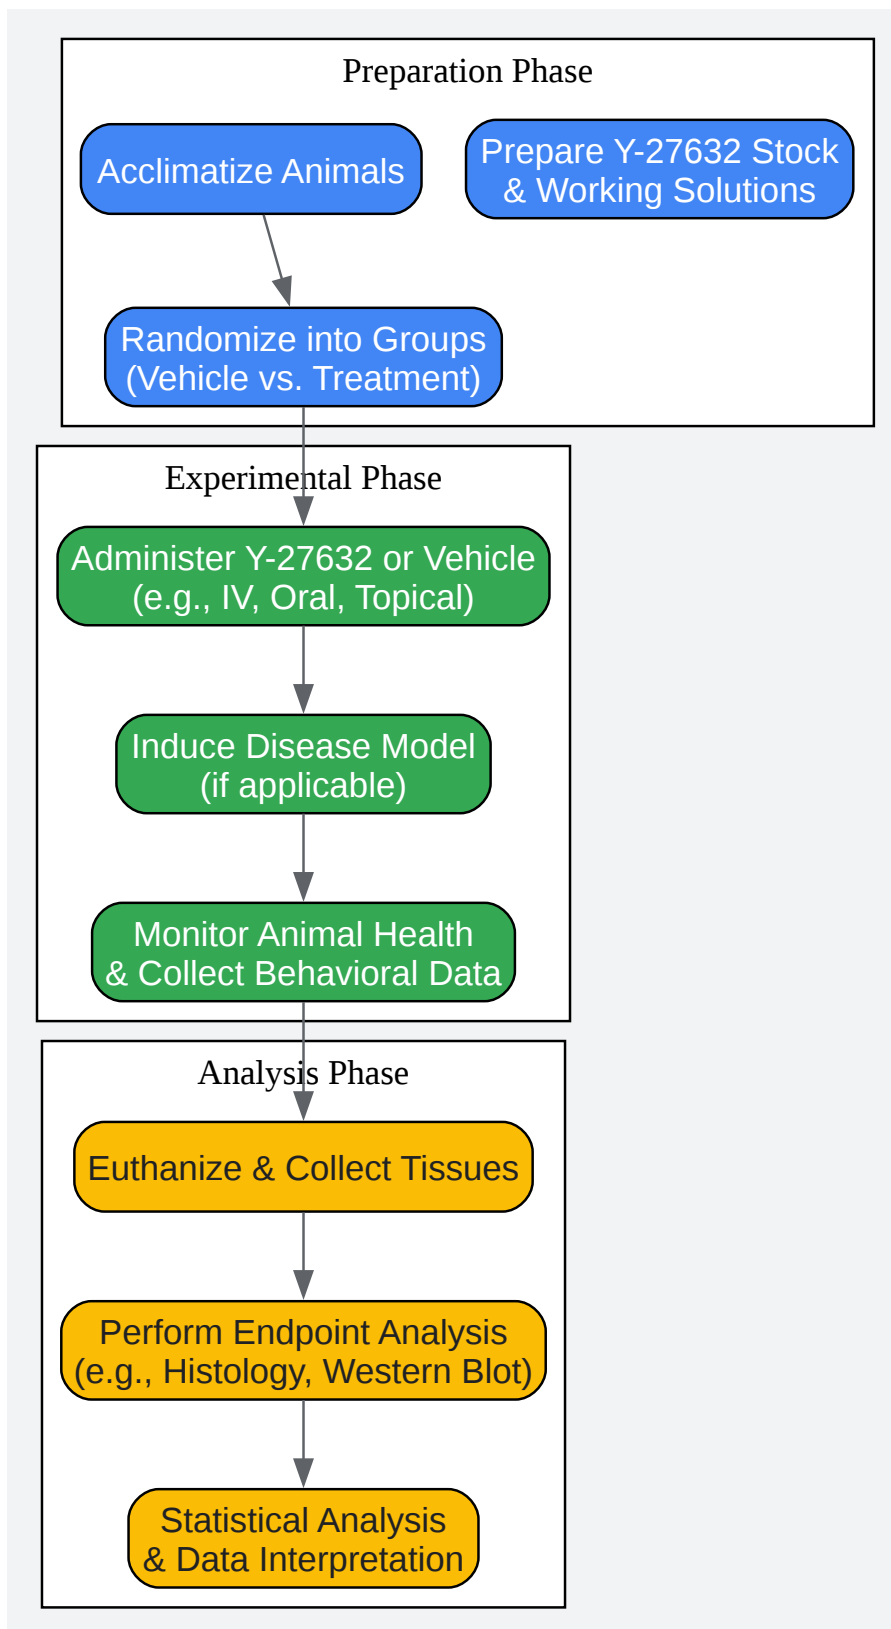 Preparation Phase
Acclimatize Animals
Prepare Y-27632 Stock
& Working Solutions
Randomize into Groups
(Vehicle vs. Treatment)
Experimental Phase
Administer Y-27632 or Vehicle
(e.g., IV, Oral, Topical)
Induce Disease Model
(if applicable)
Monitor Animal Health
& Collect Behavioral Data
Analysis Phase
Euthanize & Collect Tissues
Perform Endpoint Analysis
(e.g., Histology, Western Blot)
Statistical Analysis
& Data Interpretation